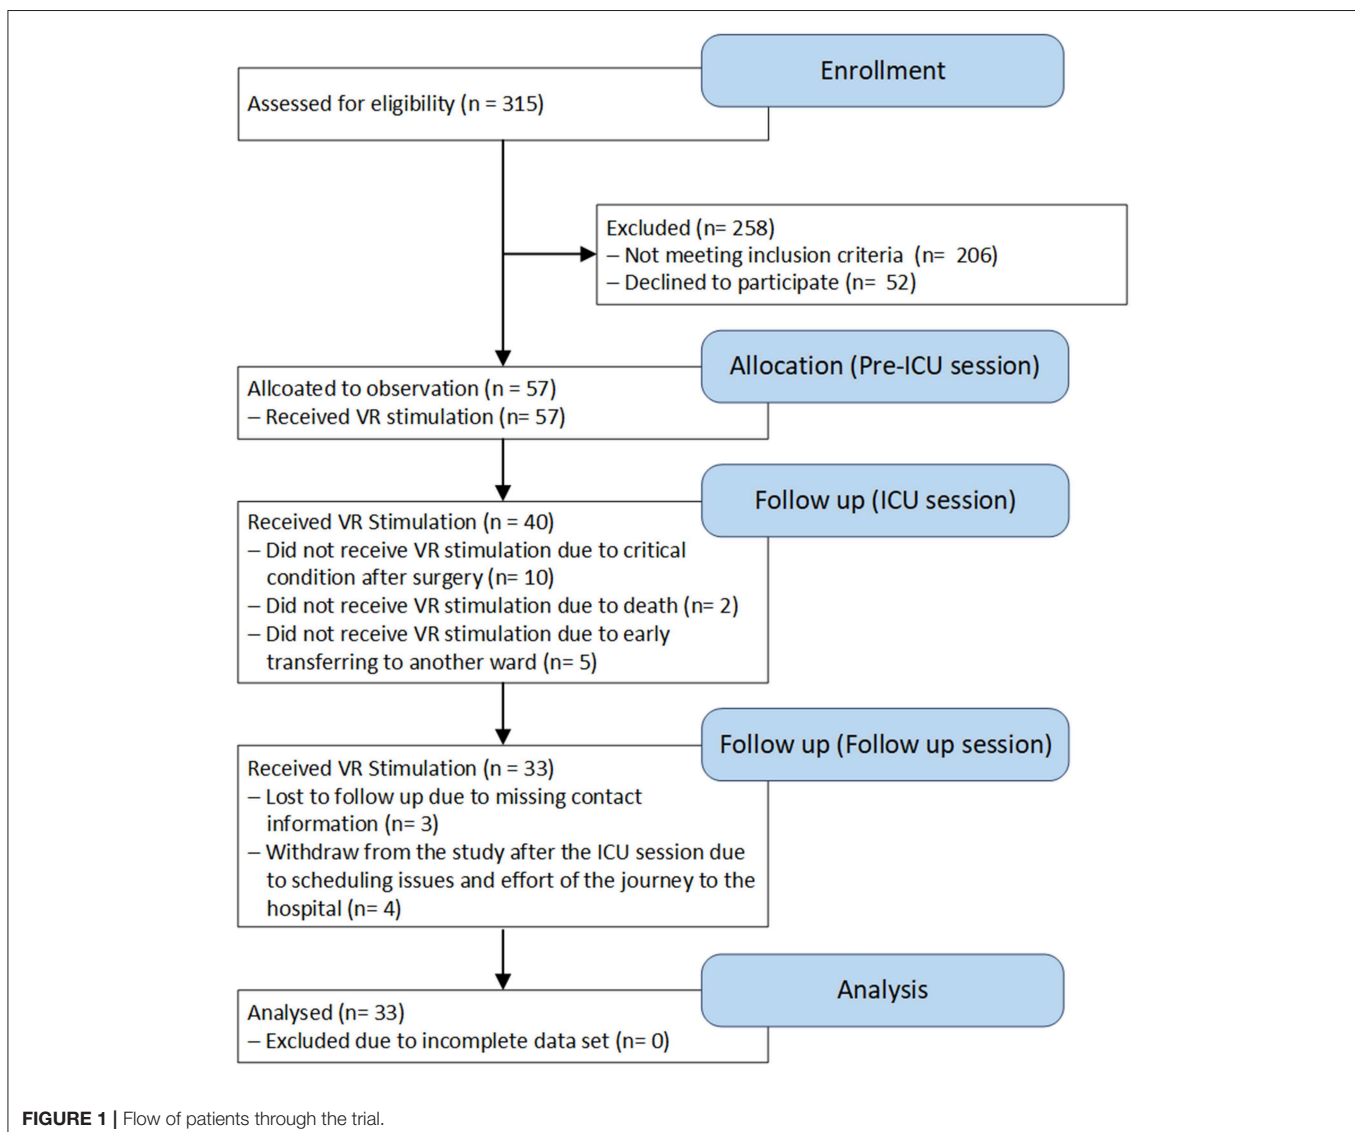 Enrollment
Assessed for eligibility (n = 315)
Excluded (n= 258)
– Not meeting inclusion criteria (n= 206)
– Declined to participate (n= 52)
Allocation (Pre-ICU session)
Allcoated to observation (n = 57)
– Received VR stimulation (n= 57)
Follow up (ICU session)
Received VR Stimulation (n = 40)
– Did not receive VR stimulation due to critical
condition after surgery (n= 10)
– Did not receive VR stimulation due to death (n= 2)
– Did not receive VR stimulation due to early
transferring to another ward (n= 5)
Follow up (Follow up session)
Received VR Stimulation (n = 33)
– Lost to follow up due to missing contact
information (n= 3)
– Withdraw from the study after the ICU session due
to scheduling issues and effort of the journey to the
hospital (n= 4)
Analysis
Analysed (n= 33)
– Excluded due to incomplete data set (n= 0)
FIGURE 1 | Flow of patients through the trial.